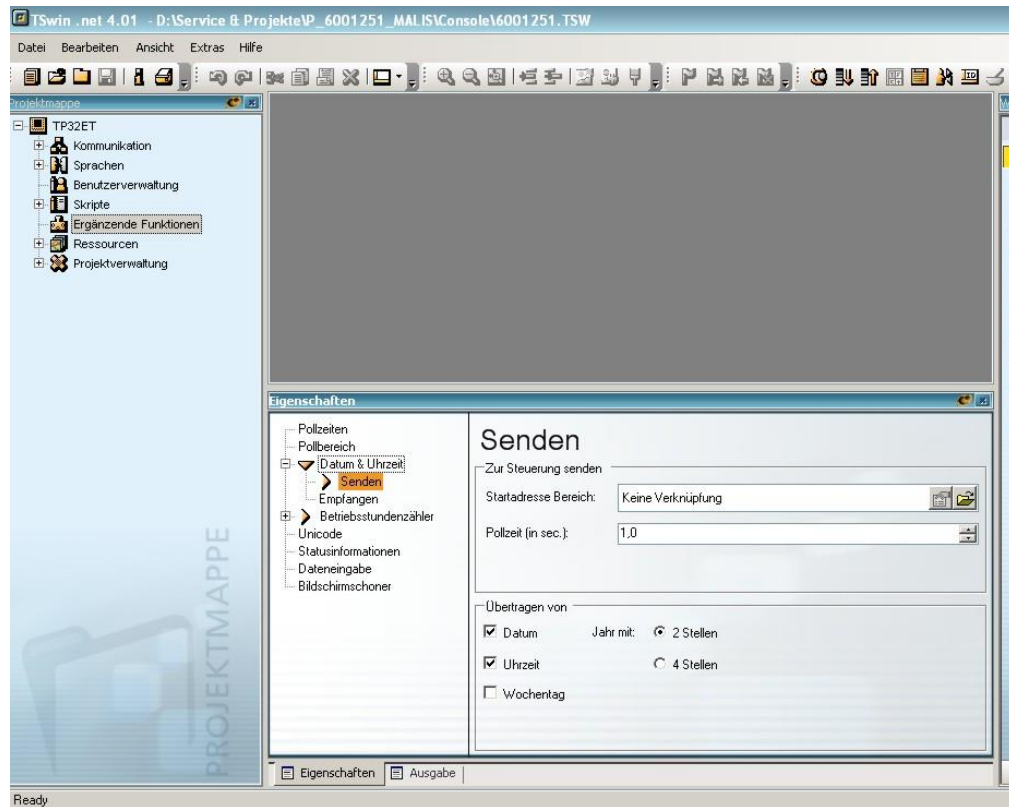 TSwin .net 4.01 - D:\Service & Projekte\P_6001251_MALIS\Console\6001251.TSW
Datei Bearbeiten Ansicht Extras Hilfe
Projektmappe
TP32ET
Kommunikation
Sprachen
Benutzerverwaltung
Skripte
Ergänzende Funktionen
Ressourcen
Projektverwaltung
PROJEKTMAPPE
Eigenschaften
Pollzeiten
Pollbereich
Datum & Uhrzeit
Senden
Empfangen
Betriebsstundenzähler
Unicode
Statusinformationen
Dateneingabe
Bildschirmschoner
Senden
Zur Steuerung senden
Startadresse Bereich: Keine Verknüpfung
Pollzeit (in sec.): 1,0
Übertragen von
Datum Jahr mit: 2 Stellen
Uhrzeit 4 Stellen
Wochentag
Eigenschaften Ausgabe
Ready